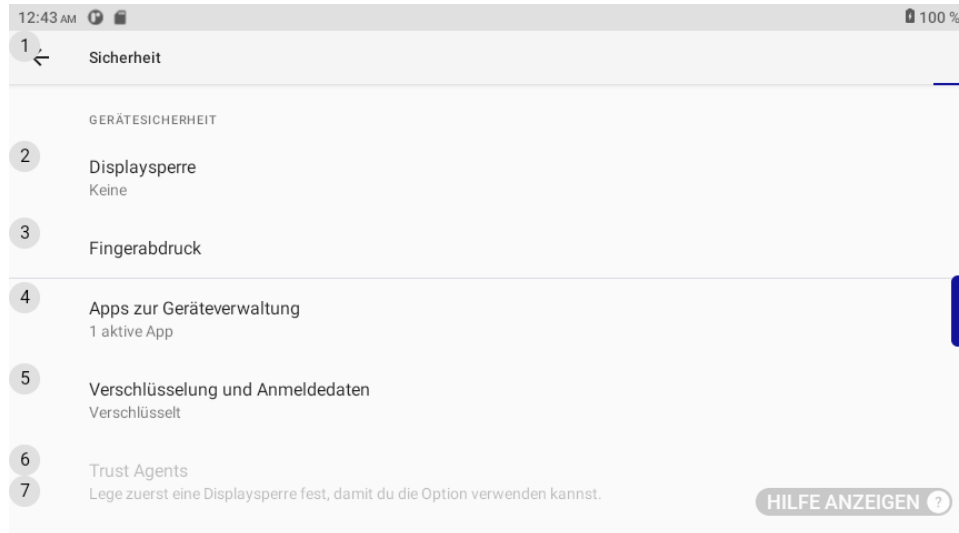 12:43 AM 100 %
1 Sicherheit
GERÄTESICHERHEIT
2
Displaysperre
Keine
3
Fingerabdruck
4
Apps zur Geräteverwaltung
1 aktive App
5
Verschlüsselung und Anmeldedaten
Verschlüsselt
6
Trust Agents
7
Lege zuerst eine Displaysperre fest, damit du die Option verwenden kannst.
HILFE ANZEIGEN ?